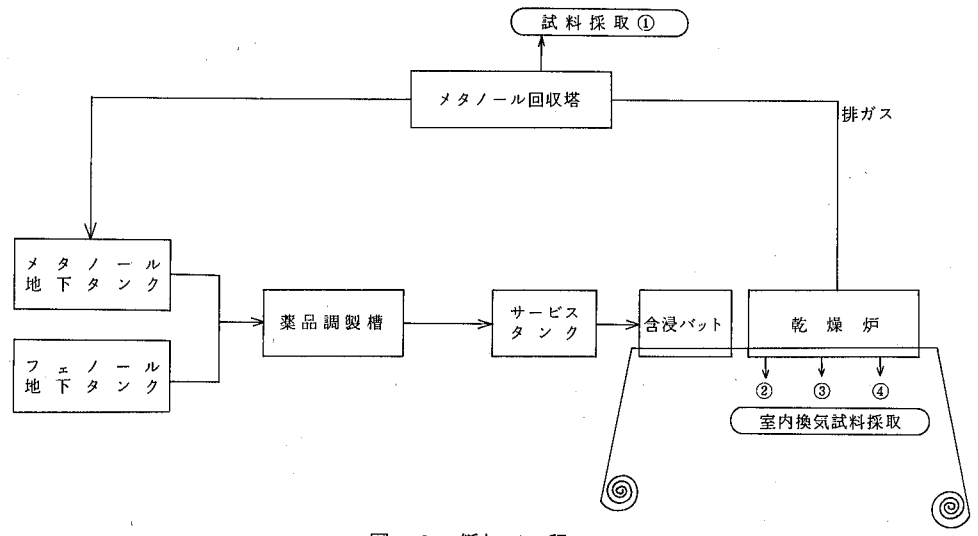 試料採取①
メタノール回収塔
排ガス
メタノール
地下タンク
フェノール
地下タンク
薬品調製槽
サービス
タンク
含浸バット
乾燥炉
② ③ ④
室内換気試料採取